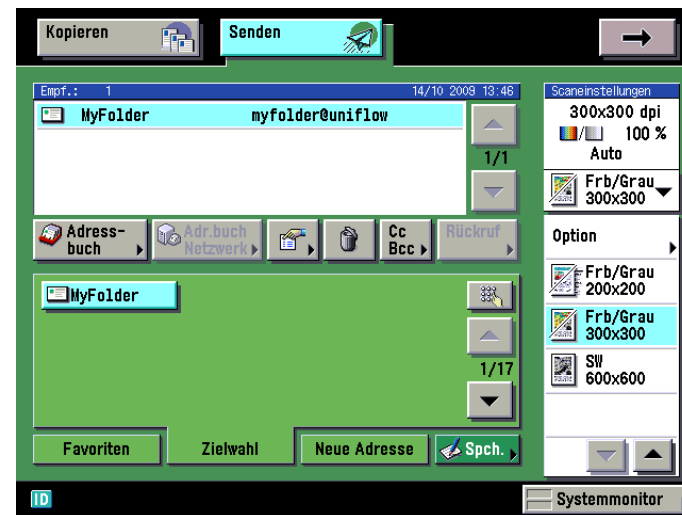 Kopieren
Senden
Empf.: 1
14/10 2009 13:46
MyFolder myfolder@uniflow
1/1
Adress-
buch
Adr.buch
Netzwerk
Cc
Bcc
Rückruf
MyFolder
1/17
Favoriten
Zielwahl
Neue Adresse
Spch.
Scaneinstellungen
300x300 dpi
/ 100 %
Auto
Frb/Grau
300x300
Option
Frb/Grau
200x200
Frb/Grau
300x300
SW
600x600
ID
Systemmonitor